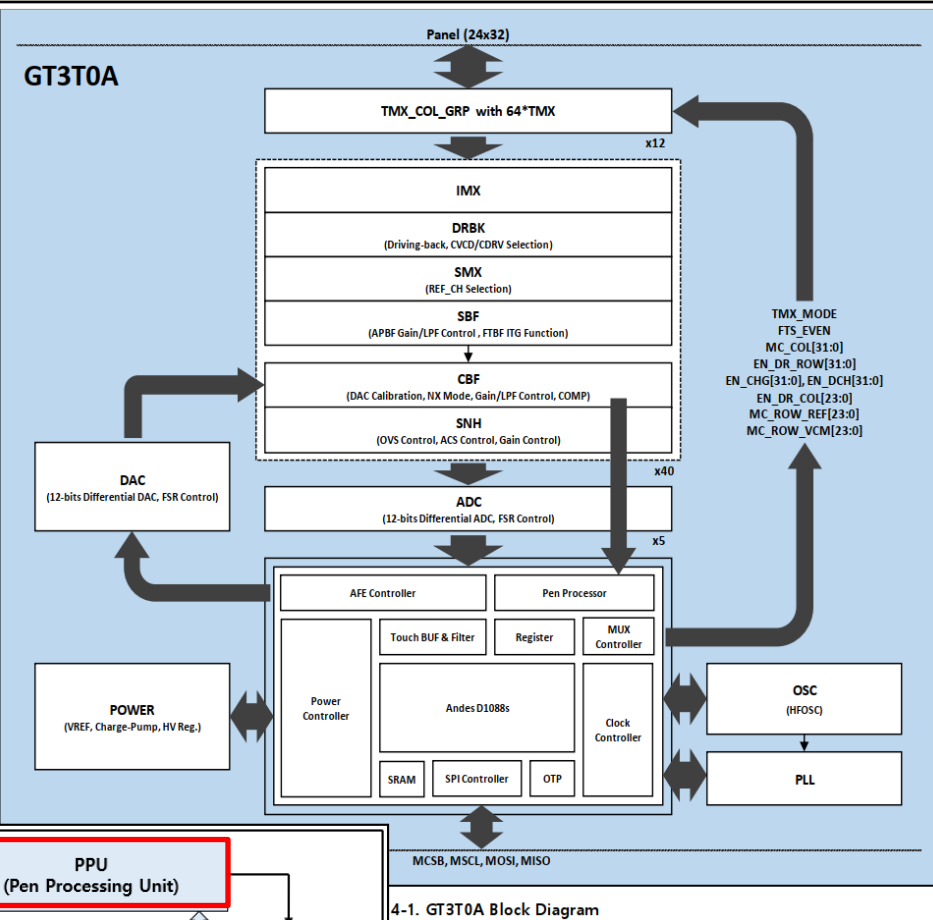 Panel (24x32)
GT3T0A
TMX_COL_GRP with 64*TMX
x12
IMX
DRBK
(Driving-back, CVCD/CDRV Selection)
SMX
(REF_CH Selection)
SBF
(APBF Gain/LPF Control , FTBF ITG Function)
CBF
(DAC Calibration, NX Mode, Gain/LPF Control, COMP)
SNH
(OVS Control, ACS Control, Gain Control)
x40
TMX_MODE
FTS_EVEN
MC_COL[31:0]
EN_DR_ROW[31:0]
EN_CHG[31:0], EN_DCH[31:0]
EN_DR_COL[23:0]
MC_ROW_REF[23:0]
MC_ROW_VCM[23:0]
DAC
(12-bits Differential DAC, FSR Control)
ADC
(12-bits Differential ADC, FSR Control)
x5
AFE Controller
Pen Processor
Touch BUF & Filter
Register
MUX
Controller
Power
Controller
Andes D1088s
Clock
Controller
SRAM
SPI Controller
OTP
POWER
(VREF, Charge-Pump, HV Reg.)
OSC
(HFOSC)
PLL
MCSB, MSCL, MOSI, MISO
PPU
(Pen Processing Unit)
4-1. GT3T0A Block Diagram